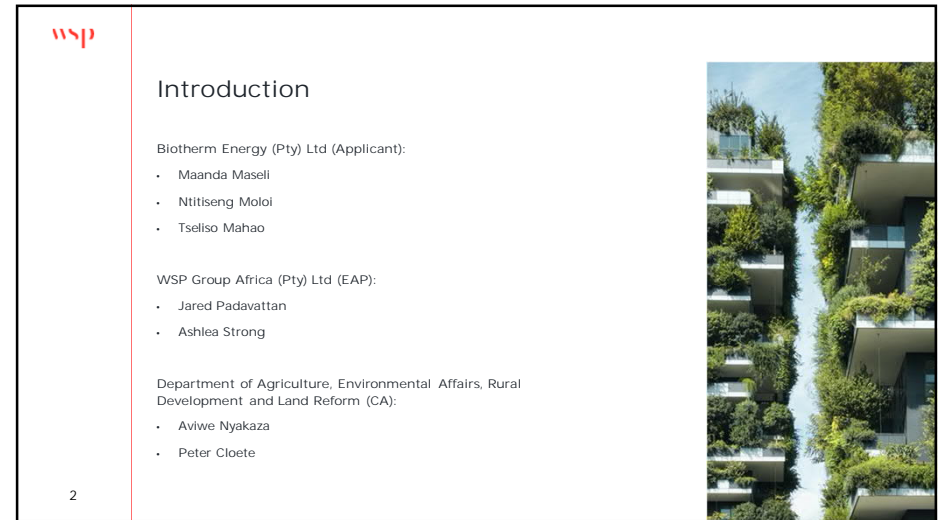 wsp
Introduction
Biotherm Energy (Pty) Ltd (Applicant):
• Maanda Maseli
• Ntitiseng Moloi
• Tseliso Mahao
WSP Group Africa (Pty) Ltd (EAP):
• Jared Padavattan
• Ashlea Strong
Department of Agriculture, Environmental Affairs, Rural
Development and Land Reform (CA):
• Aviwe Nyakaza
• Peter Cloete
2